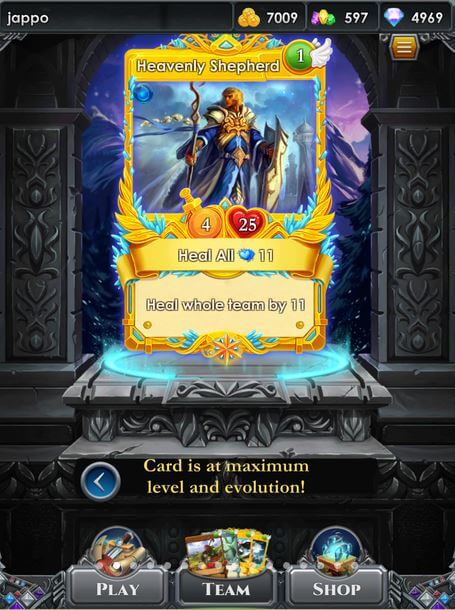 jappo
7009
597
4969
Heavenly Shepherd
1
4
25
Heal All 11
Heal whole team by 11
Card is at maximum
level and evolution!
Play
Team
Shop